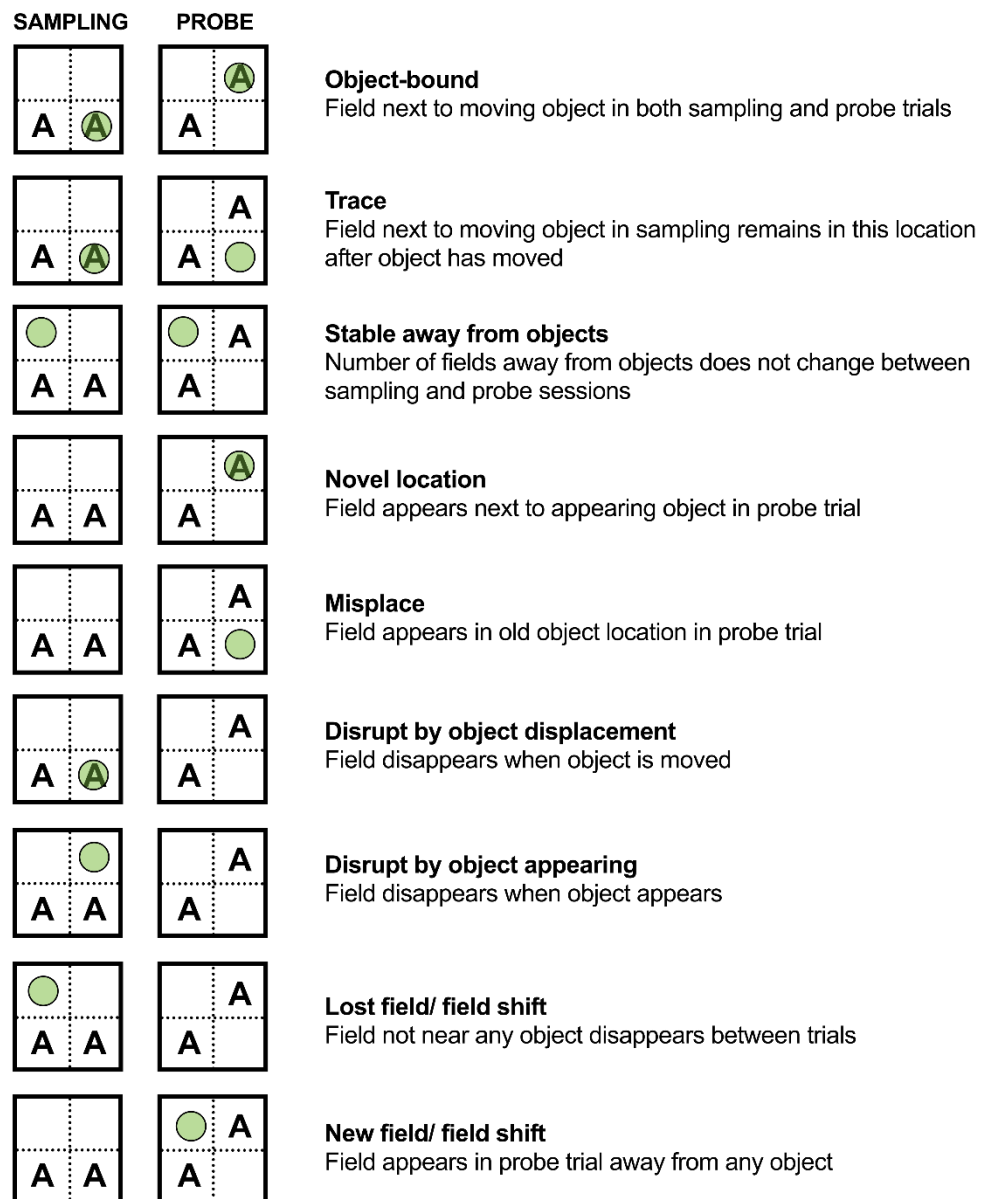 SAMPLING PROBE
A
A A A
Object-bound
Field next to moving object in both sampling and probe trials
A
A A A
Trace
Field next to moving object in sampling remains in this location
after object has moved
A
A A A
Stable away from objects
Number of fields away from objects does not change between
sampling and probe sessions
A
A A A
Novel location
Field appears next to appearing object in probe trial
A
A A A
Misplace
Field appears in old object location in probe trial
A
A A A
Disrupt by object displacement
Field disappears when object is moved
A
A A A
Disrupt by object appearing
Field disappears when object appears
A
A A A
Lost field/ field shift
Field not near any object disappears between trials
A
A A A
New field/ field shift
Field appears in probe trial away from any object